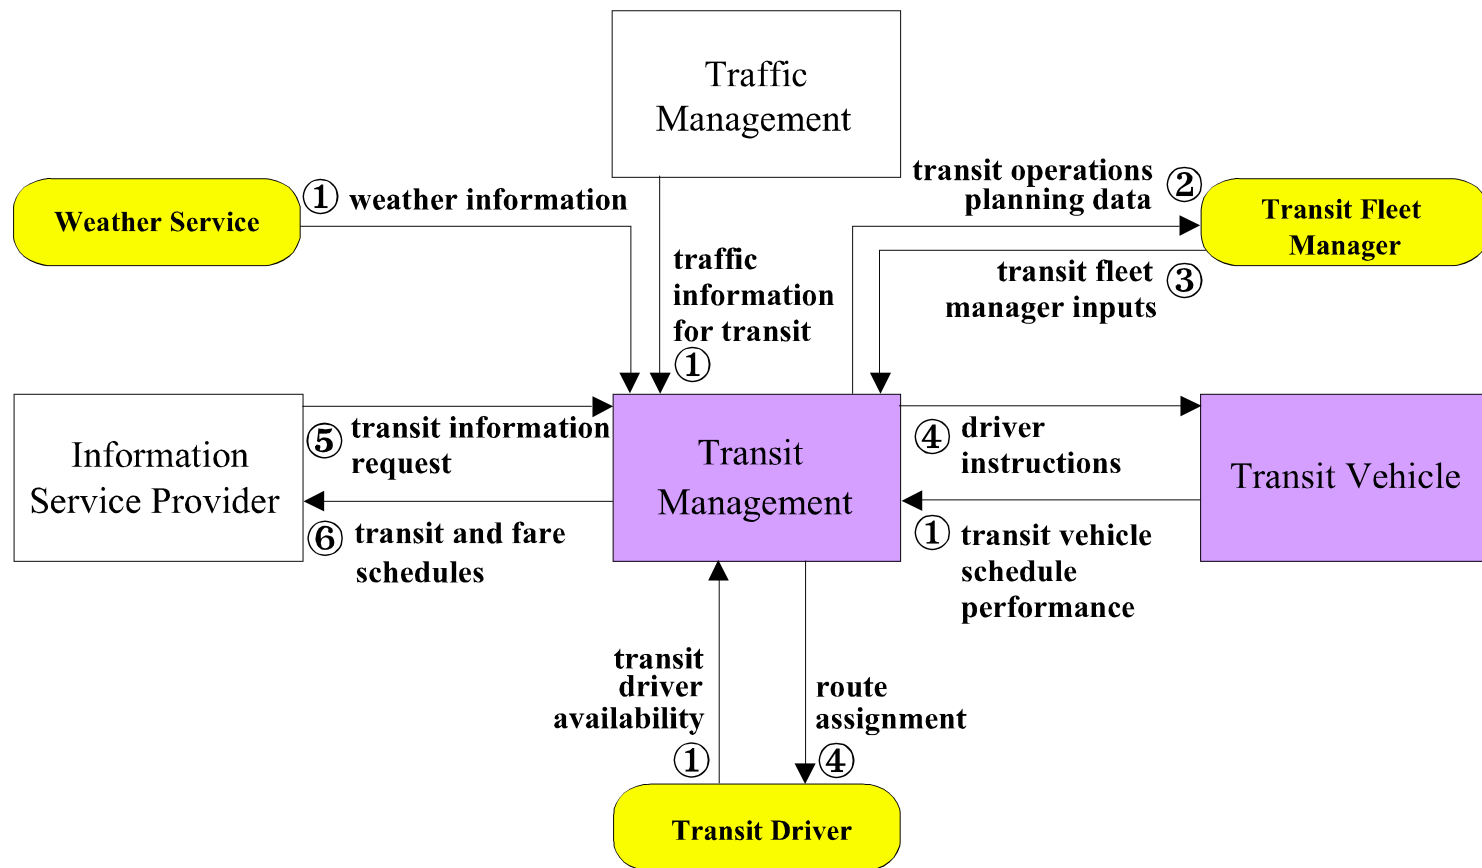 Traffic
Management
transit operations
planning data
②
① weather information
Weather Service
Transit Fleet
Manager
traffic
information
for transit
①
transit fleet
manager inputs
③
Information
Service Provider
⑤ transit information
request
⑥ transit and fare
schedules
Transit
Management
④ driver
instructions
① transit vehicle
schedule
performance
Transit Vehicle
transit
driver
availability
①
route
assignment
④
Transit Driver